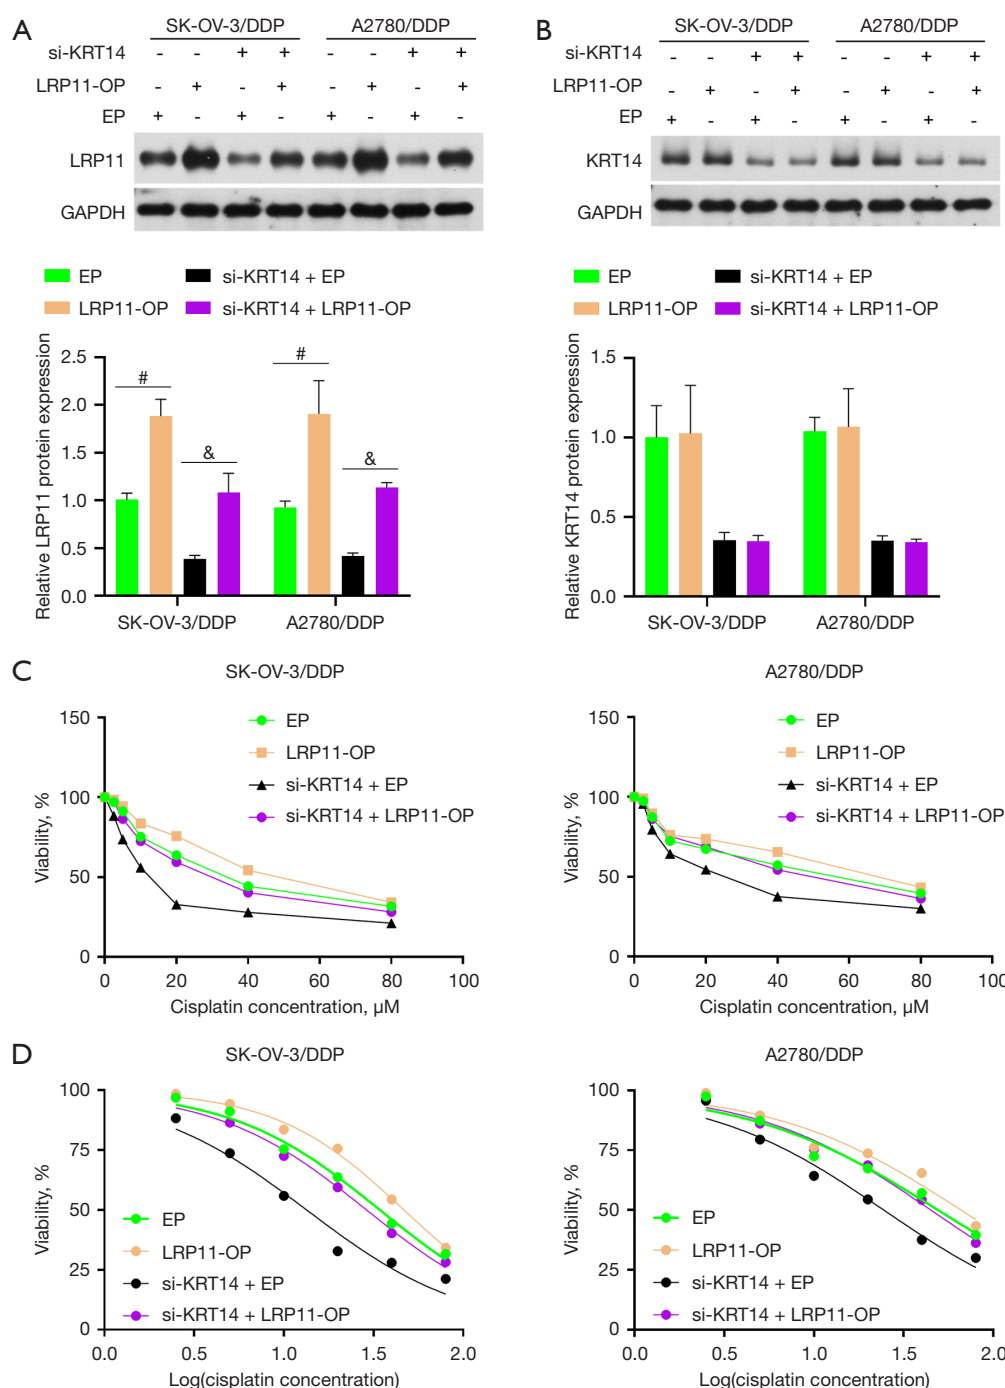 A
SK-OV-3/DDP A2780/DDP
si-KRT14 - - + + - - + +
LRP11-OP - + - + - + - +
EP + - + - + - + -
LRP11
GAPDH
EP si-KRT14 + EP
LRP11-OP si-KRT14 + LRP11-OP
Relative LRP11 protein expression
2.5
2.0
1.5
1.0
0.5
0.0
# & # &
SK-OV-3/DDP A2780/DDP
B
SK-OV-3/DDP A2780/DDP
si-KRT14 - - + + - - + +
LRP11-OP - + - + - + - +
EP + - + - + - + -
KRT14
GAPDH
EP si-KRT14 + EP
LRP11-OP si-KRT14 + LRP11-OP
Relative KRT14 protein expression
1.5
1.0
0.5
0.0
SK-OV-3/DDP A2780/DDP
C
SK-OV-3/DDP
Viability, %
150
100
50
0
EP
LRP11-OP
si-KRT14 + EP
si-KRT14 + LRP11-OP
0 20 40 60 80 100
Cisplatin concentration, μM
A2780/DDP
Viability, %
150
100
50
0
EP
LRP11-OP
si-KRT14 + EP
si-KRT14 + LRP11-OP
0 20 40 60 80 100
Cisplatin concentration, μM
D
SK-OV-3/DDP
Viability, %
100
75
50
25
0
EP
LRP11-OP
si-KRT14 + EP
si-KRT14 + LRP11-OP
0.0 0.5 1.0 1.5 2.0
Log(cisplatin concentration)
A2780/DDP
Viability, %
100
75
50
25
0
EP
LRP11-OP
si-KRT14 + EP
si-KRT14 + LRP11-OP
0.0 0.5 1.0 1.5 2.0
Log(cisplatin concentration)